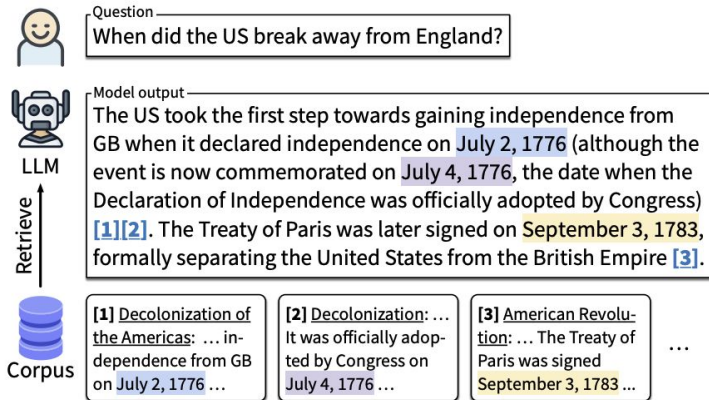 Question
When did the US break away from England?
Model output
The US took the first step towards gaining independence from
GB when it declared independence on July 2, 1776 (although the
event is now commemorated on July 4, 1776, the date when the
Declaration of Independence was officially adopted by Congress)
[1][2]. The Treaty of Paris was later signed on September 3, 1783,
formally separating the United States from the British Empire [3].
LLM
Retrieve
Corpus
[1] Decolonization of
the Americas: … in-
dependence from GB
on July 2, 1776 …
[2] Decolonization: …
It was officially adop-
ted by Congress on
July 4, 1776 …
[3] American Revolu-
tion: … The Treaty of
Paris was signed
September 3, 1783 ...
…